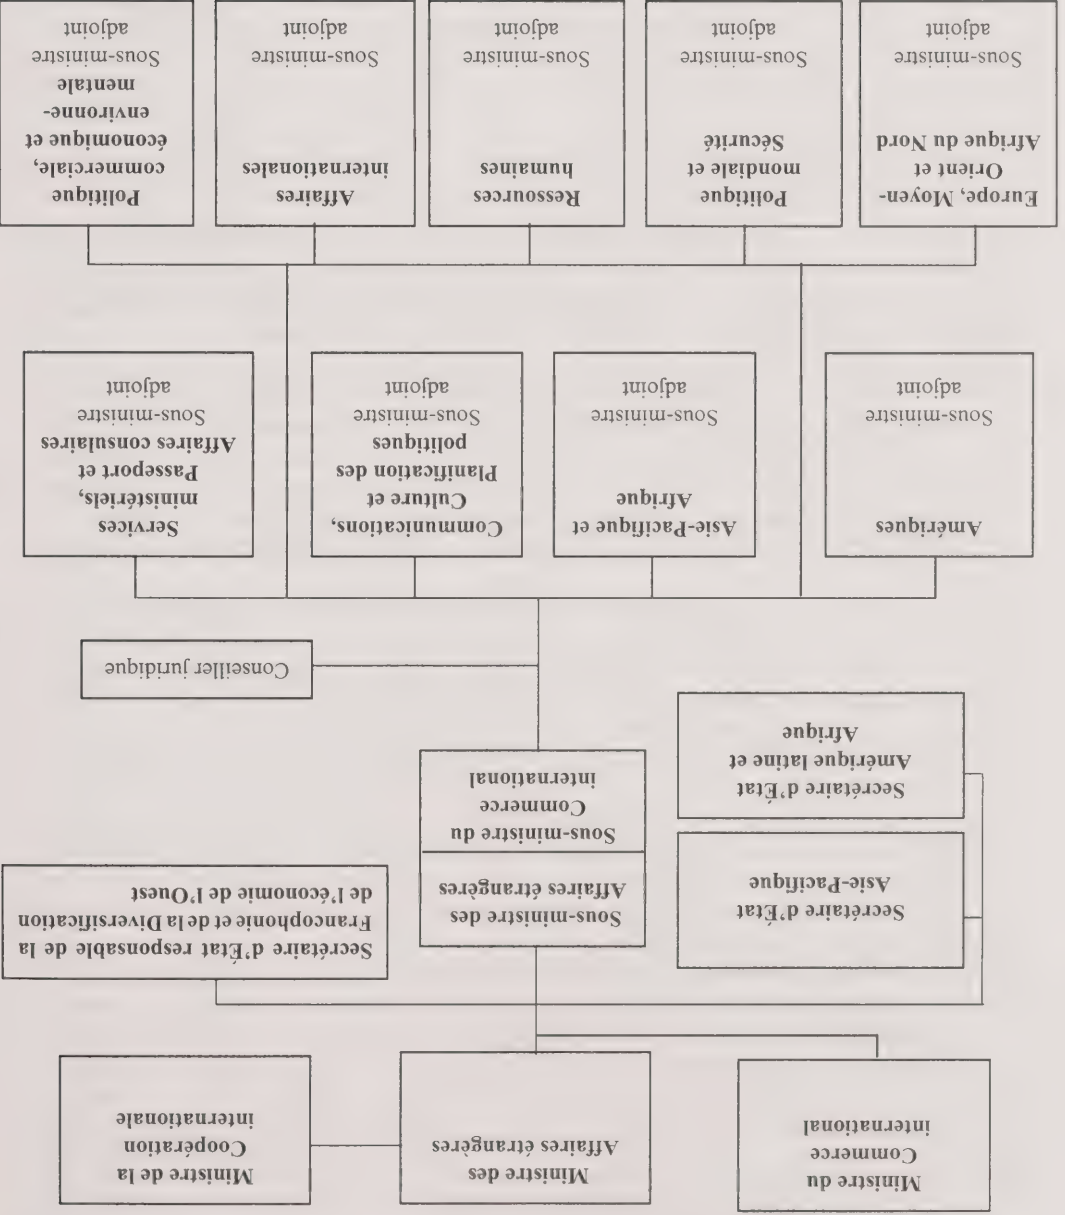 Ministre du
Commerce
international
Ministre des
Affaires étrangères
Ministre de la
Coopération
internationale
Secrétaire d'État
Asie-Pacifique
Secrétaire d'État
Amérique latine et
Afrique
Sous-ministre des
Affaires étrangères
Sous-ministre du
Commerce
international
Secrétaire d'État responsable de la
Francophonie et de la Diversification
de l'économie de l'Ouest
Conseiller juridique
Amériques
Sous-ministre
adjoint
Asie-Pacifique et
Afrique
Sous-ministre
adjoint
Communications,
Culture et
Planification des
politiques
Sous-ministre
adjoint
Services
ministériels,
Passeport et
Affaires consulaires
Sous-ministre
adjoint
Europe, Moyen-
Orient et
Afrique du Nord
Sous-ministre
adjoint
Politique
mondiale et
Sécurité
Sous-ministre
adjoint
Ressources
humaines
Sous-ministre
adjoint
Affaires
internationales
Sous-ministre
adjoint
Politique
commerciale,
économique et
environne-
mentale
Sous-ministre
adjoint